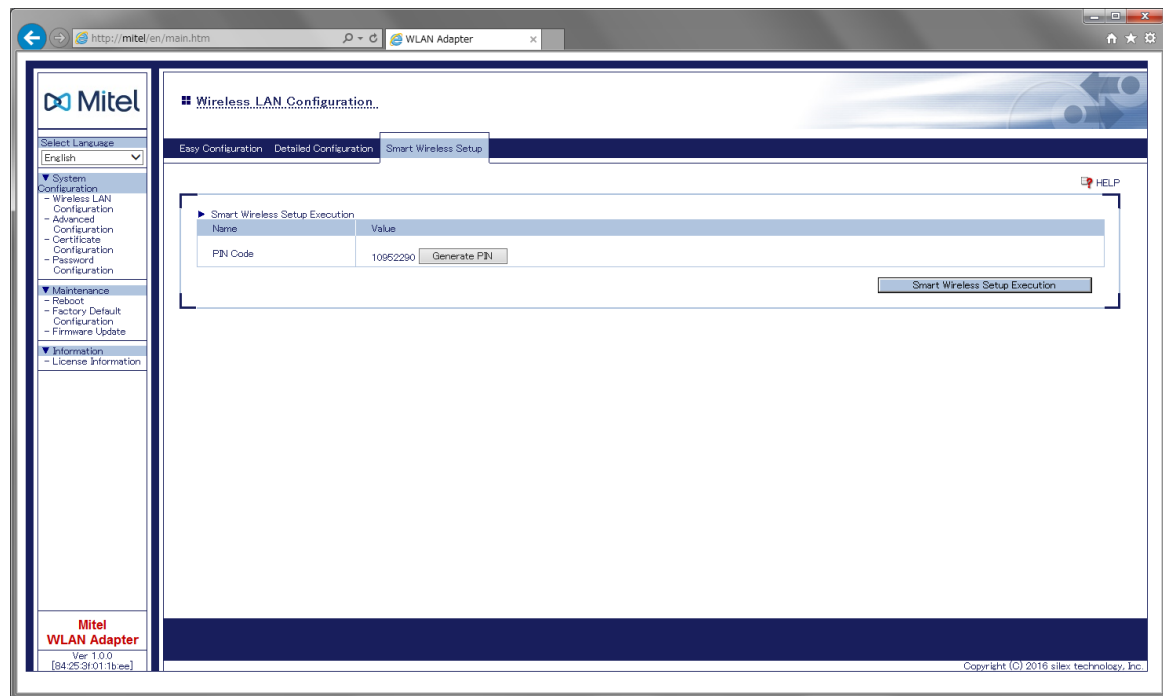 http://mitel/en/main.htm
WLAN Adapter
Mitel
Select Language
English
▼ System Configuration
- Wireless LAN
Configuration
- Advanced
Configuration
- Certificate
Configuration
- Password
Configuration
▼ Maintenance
- Reboot
- Factory Default
Configuration
- Firmware Update
▼ Information
- License Information
Mitel
WLAN Adapter
Ver 1.0.0
[84:25:3f:01:1b:ee]
Wireless LAN Configuration
Easy Configuration Detailed Configuration Smart Wireless Setup
HELP
Smart Wireless Setup Execution
Name Value
PIN Code 10952290 Generate PIN
Smart Wireless Setup Execution
Copyright (C) 2016 silex technology, Inc.